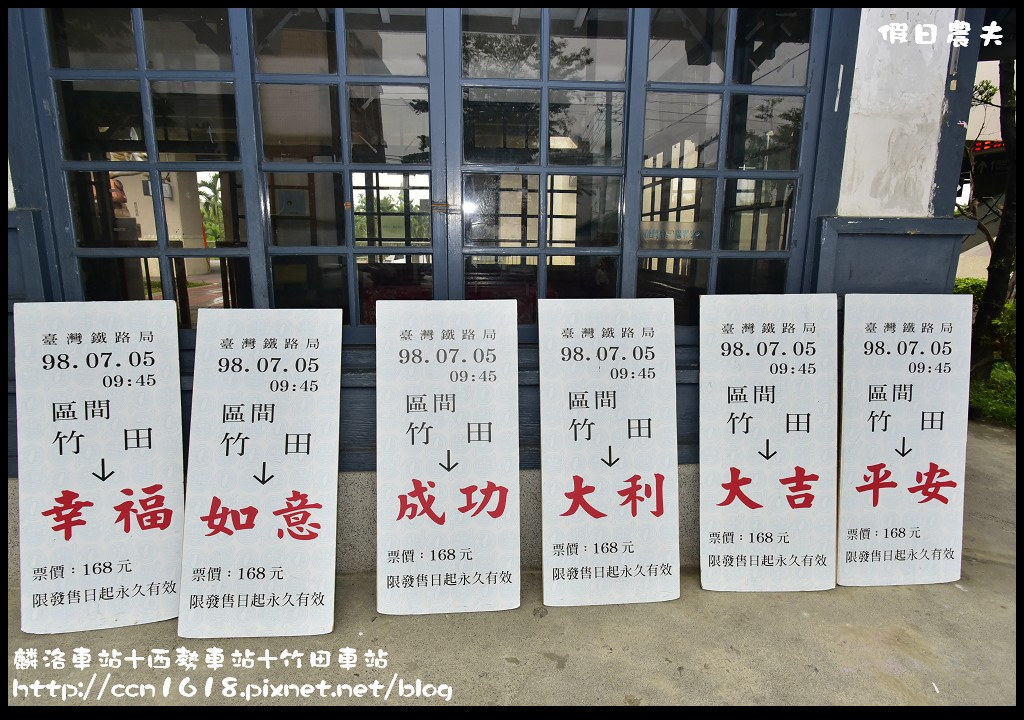 假日農夫
臺灣鐵路局
98.07.05
09:45
區間
竹田
↓
幸福
票價：168元
限發售日起永久有效
臺灣鐵路局
98.07.05
09:45
區間
竹田
↓
如意
票價：168元
限發售日起永久有效
臺灣鐵路局
98.07.05
09:45
區間
竹田
↓
成功
票價：168元
限發售日起永久有效
臺灣鐵路局
98.07.05
09:45
區間
竹田
↓
大利
票價：168元
限發售日起永久有效
臺灣鐵路局
98.07.05
09:45
區間
竹田
↓
大吉
票價：168元
限發售日起永久有效
臺灣鐵路局
98.07.05
09:45
區間
竹田
↓
平安
票價：168元
限發售日起永久有效
麟洛車站+西勢車站+竹田車站
http://ccn1618.pixnet.net/blog